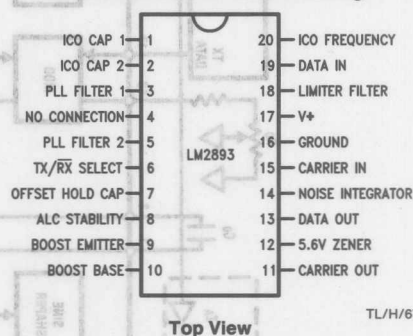 ICO CAP 1 1 20 ICO FREQUENCY
ICO CAP 2 2 19 DATA IN
PLL FILTER 1 3 18 LIMITER FILTER
NO CONNECTION 4 17 V+
PLL FILTER 2 5 16 GROUND
LM2893
TX/R̅X̅ SELECT 6 15 CARRIER IN
OFFSET HOLD CAP 7 14 NOISE INTEGRATOR
ALC STABILITY 8 13 DATA OUT
BOOST EMITTER 9 12 5.6V ZENER
BOOST BASE 10 11 CARRIER OUT
TL/H/6
Top View